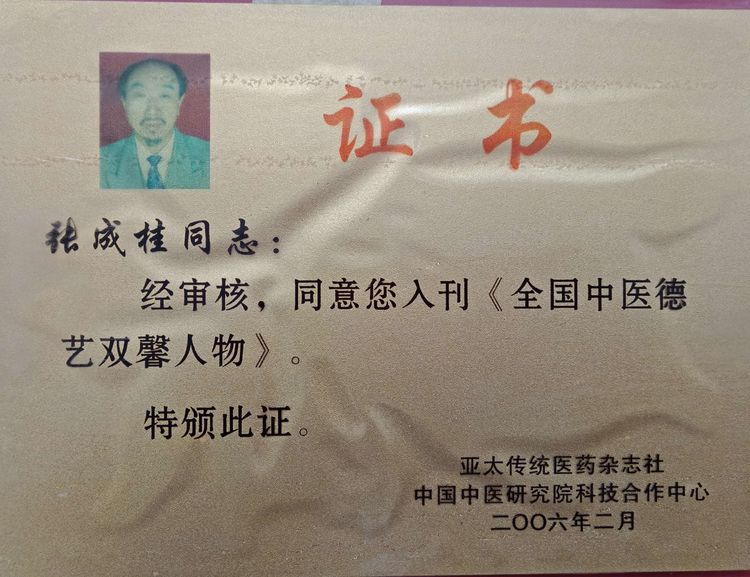 证书
张成桂同志：
经审核，同意您入刊《全国中医德
艺双馨人物》。
特颁此证。
亚太传统医药杂志社
中国中医研究院科技合作中心
二〇〇六年二月